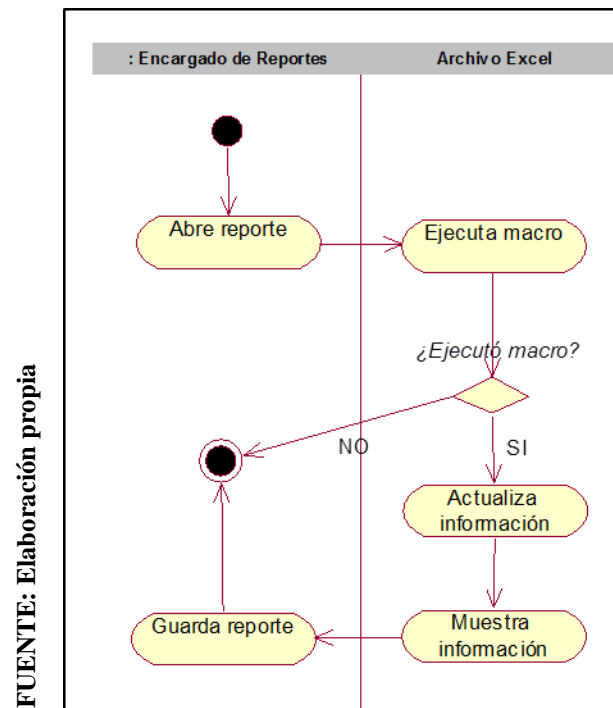 : Encargado de Reportes
Archivo Excel
Abre reporte
Ejecuta macro
¿Ejecutó macro?
NO
SI
Actualiza
información
Muestra
información
Guarda reporte
FUENTE: Elaboración propia